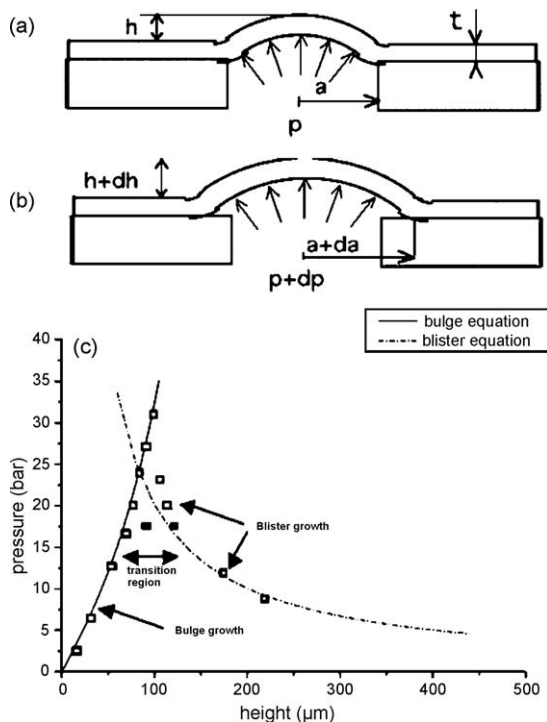 (a)
h
t
a
p
(b)
h+dh
a+da
p+dp
bulge equation
blister equation
(c)
40
35
30
25
20
15
10
5
0
pressure (bar)
Blister growth
transition
region
Bulge growth
0 100 200 300 400 500
height (μm)